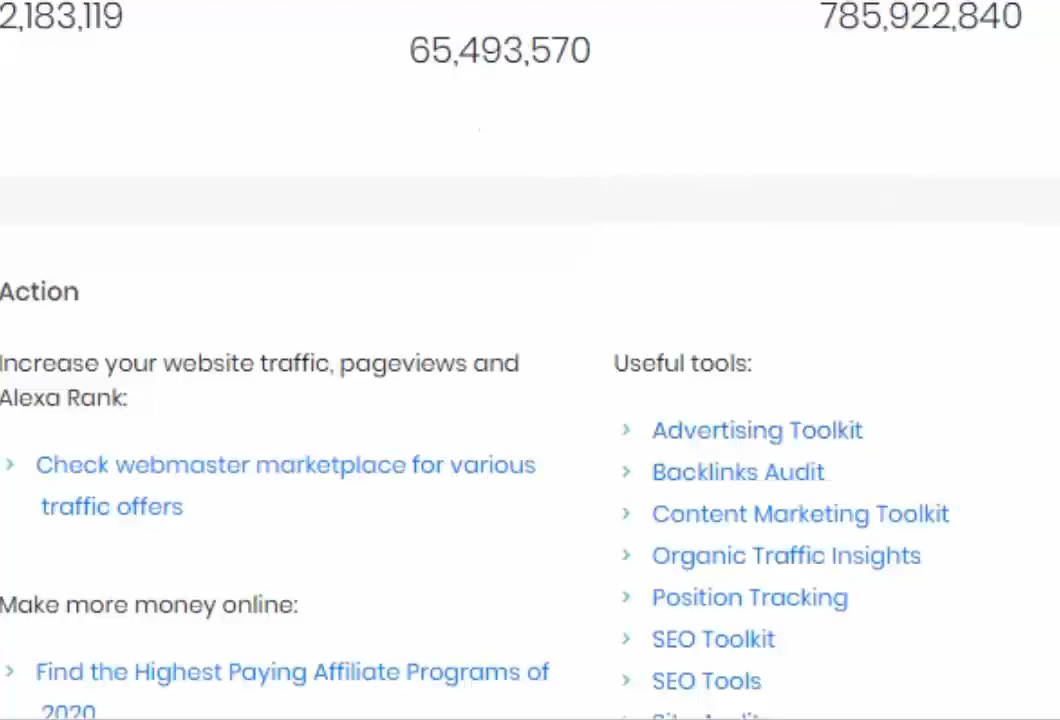 2,183,119
785,922,840
65,493,570
Action
Increase your website traffic, pageviews and
Alexa Rank:
› Check webmaster marketplace for various
traffic offers
Make more money online:
› Find the Highest Paying Affiliate Programs of
2020
Useful tools:
› Advertising Toolkit
› Backlinks Audit
› Content Marketing Toolkit
› Organic Traffic Insights
› Position Tracking
› SEO Toolkit
› SEO Tools